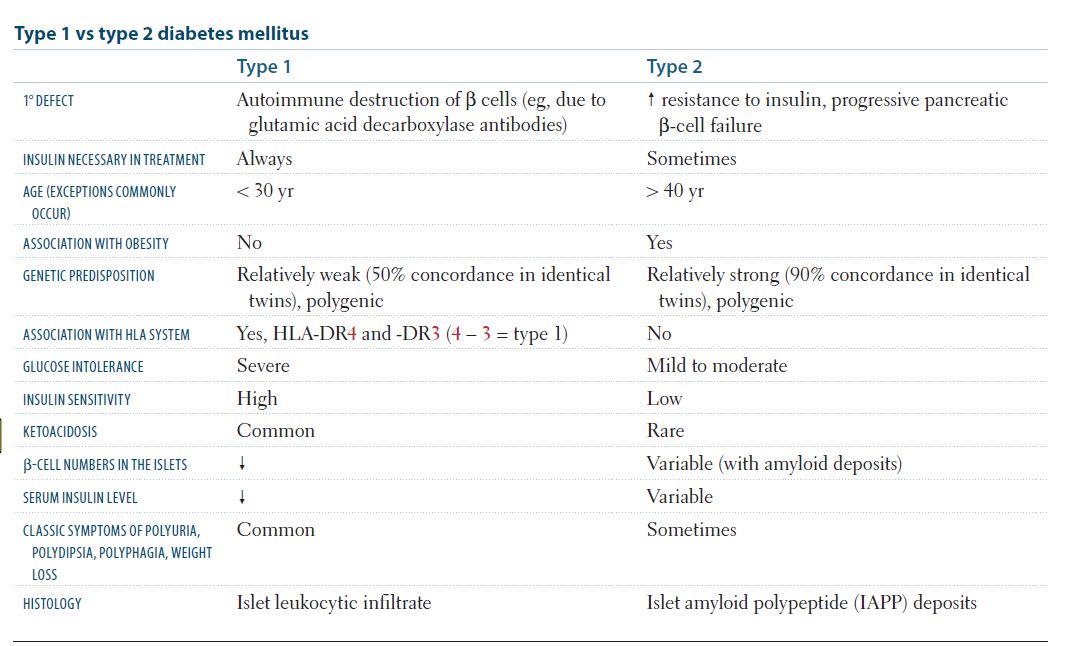 Type 1 vs type 2 diabetes mellitus
Type 1 Type 2
1° DEFECT Autoimmune destruction of β cells (eg, due to ↑ resistance to insulin, progressive pancreatic
glutamic acid decarboxylase antibodies) β-cell failure
INSULIN NECESSARY IN TREATMENT Always Sometimes
AGE (EXCEPTIONS COMMONLY < 30 yr > 40 yr
OCCUR)
ASSOCIATION WITH OBESITY No Yes
GENETIC PREDISPOSITION Relatively weak (50% concordance in identical Relatively strong (90% concordance in identical
twins), polygenic twins), polygenic
ASSOCIATION WITH HLA SYSTEM Yes, HLA-DR4 and -DR3 (4 – 3 = type 1) No
GLUCOSE INTOLERANCE Severe Mild to moderate
INSULIN SENSITIVITY High Low
KETOACIDOSIS Common Rare
β-CELL NUMBERS IN THE ISLETS ↓ Variable (with amyloid deposits)
SERUM INSULIN LEVEL ↓ Variable
CLASSIC SYMPTOMS OF POLYURIA, Common Sometimes
POLYDIPSIA, POLYPHAGIA, WEIGHT
LOSS
HISTOLOGY Islet leukocytic infiltrate Islet amyloid polypeptide (IAPP) deposits